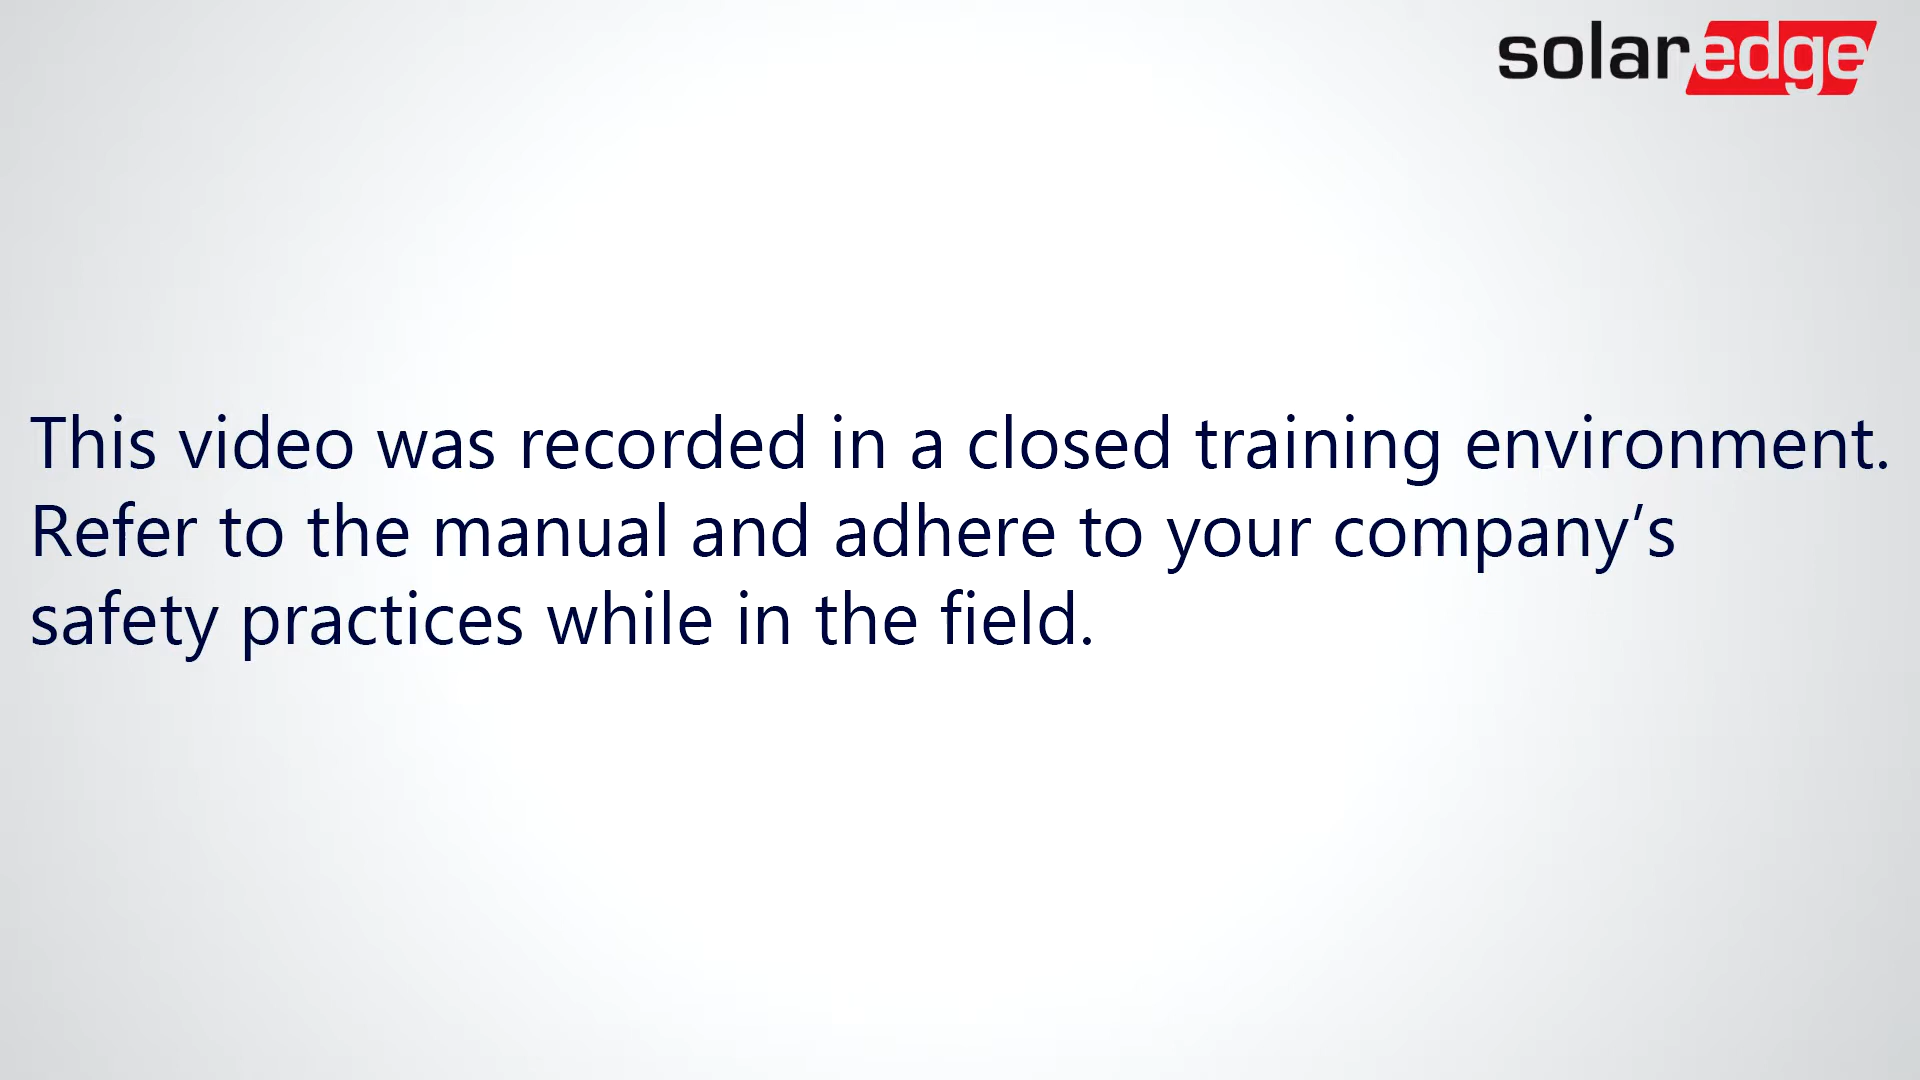 solaredge
This video was recorded in a closed training environment.
Refer to the manual and adhere to your company’s
safety practices while in the field.